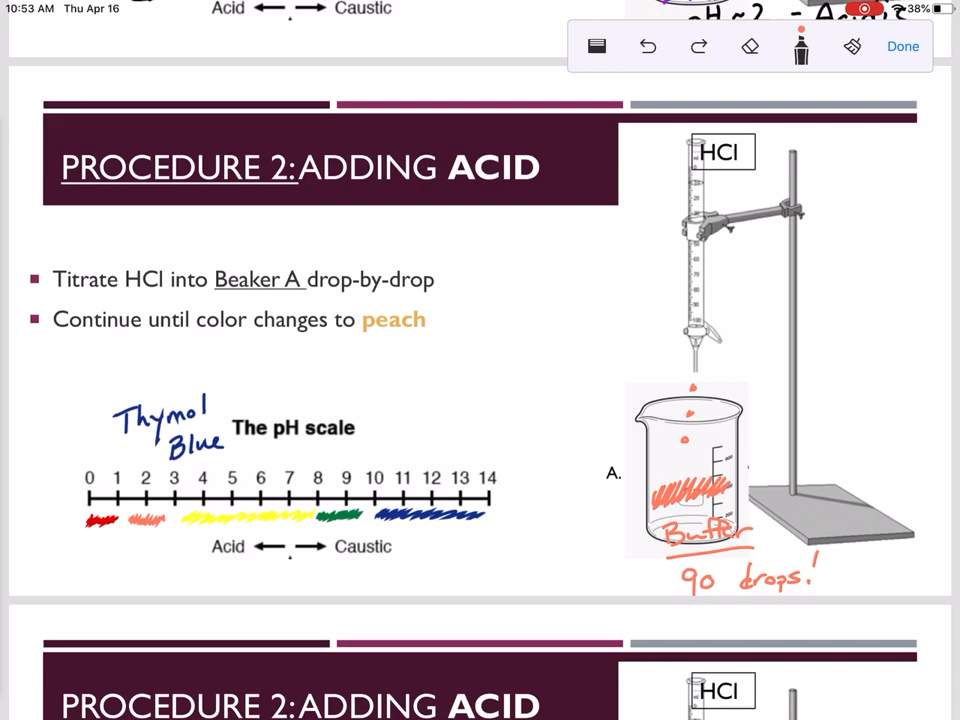 10:53 AM Thu Apr 16
38%
Acid Caustic
pH ~2 = Acidic
Done
PROCEDURE 2: ADDING ACID
HCl
Titrate HCl into Beaker A drop-by-drop
Continue until color changes to peach
Thymol
Blue
The pH scale
0 1 2 3 4 5 6 7 8 9 10 11 12 13 14
Acid Caustic
A.
Buffer
90 drops!
PROCEDURE 2: ADDING ACID
HCl